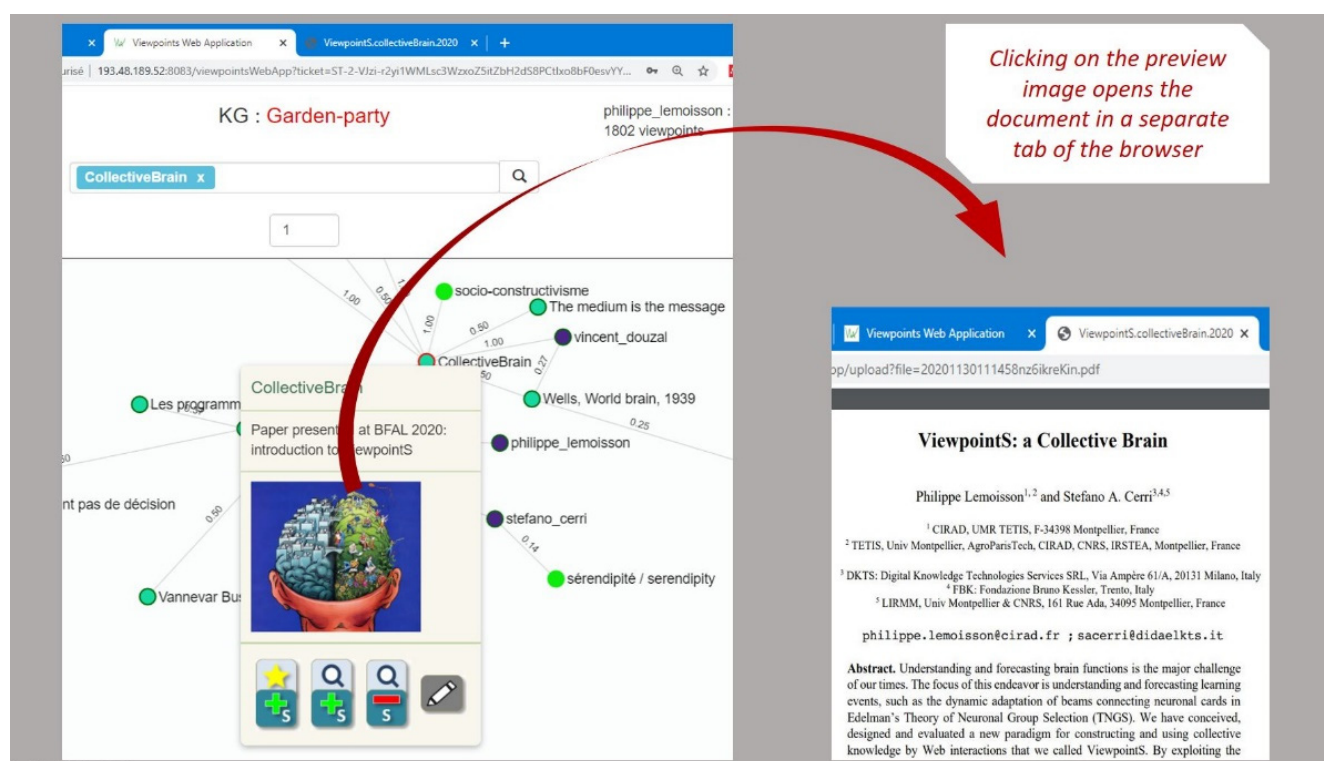 Viewpoints Web Application
ViewpointS.collectiveBrain.2020
urisé | 193.48.189.52:8083/viewpointsWebApp?ticket=ST-2-VJzi-r2yi1WMLsc3WzxoZ5itZbH2dS8PCtIxo8bF0esvYY...
KG : Garden-party
philippe_lemoisson :
1802 viewpoints
CollectiveBrain x
1
Clicking on the preview
image opens the
document in a separate
tab of the browser
1.00
0.50
socio-constructivisme
The medium is the message
1.00
0.50
1.00
vincent_douzal
CollectiveBrain
0.27
50
Wells, World brain, 1939
0.25
Les programm
philippe_lemoisson
nt pas de décision
0.50
stefano_cerri
0.14
sérendipité / serendipity
Vannevar Bu
CollectiveBrain
Paper presented at BFAL 2020:
introduction to ViewpointS
S
S
S
Viewpoints Web Application
ViewpointS.collectiveBrain.2020
op/upload?file=20201130111458nz6ikreKin.pdf
ViewpointS: a Collective Brain
Philippe Lemoisson1, 2 and Stefano A. Cerri3,4,5
1 CIRAD, UMR TETIS, F-34398 Montpellier, France
2 TETIS, Univ Montpellier, AgroParisTech, CIRAD, CNRS, IRSTEA, Montpellier, France
3 DKTS: Digital Knowledge Technologies Services SRL, Via Ampère 61/A, 20131 Milano, Italy
4 FBK: Fondazione Bruno Kessler, Trento, Italy
5 LIRMM, Univ Montpellier & CNRS, 161 Rue Ada, 34095 Montpellier, France
philippe.lemoisson@cirad.fr ; sacerri@didaelkts.it
Abstract. Understanding and forecasting brain functions is the major challenge
of our times. The focus of this endeavor is understanding and forecasting learning
events, such as the dynamic adaptation of beams connecting neuronal cards in
Edelman's Theory of Neuronal Group Selection (TNGS). We have conceived,
designed and evaluated a new paradigm for constructing and using collective
knowledge by Web interactions that we called ViewpointS. By exploiting the